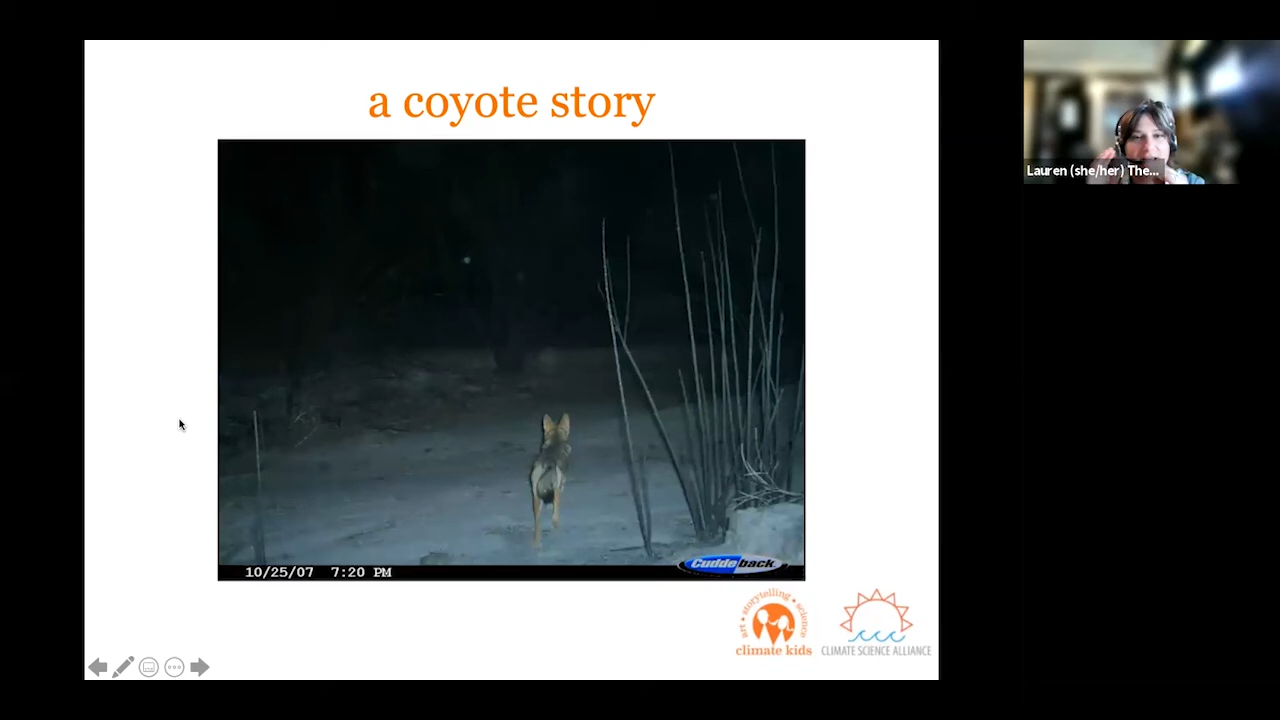 a coyote story
Lauren (she/her) The...
10/25/07 7:20 PM
Cuddeback
art • storytelling • science
climate kids
CLIMATE SCIENCE ALLIANCE